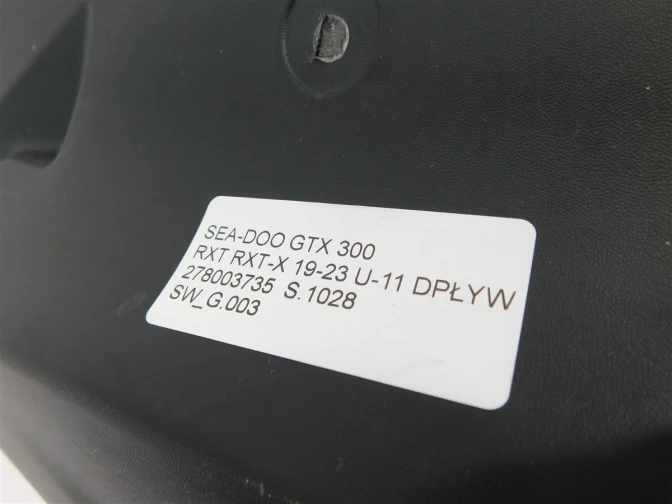 SEA-DOO GTX 300
RXT RXT-X 19-23 U-11 DPŁYW
278003735 S.1028
SW_G.003